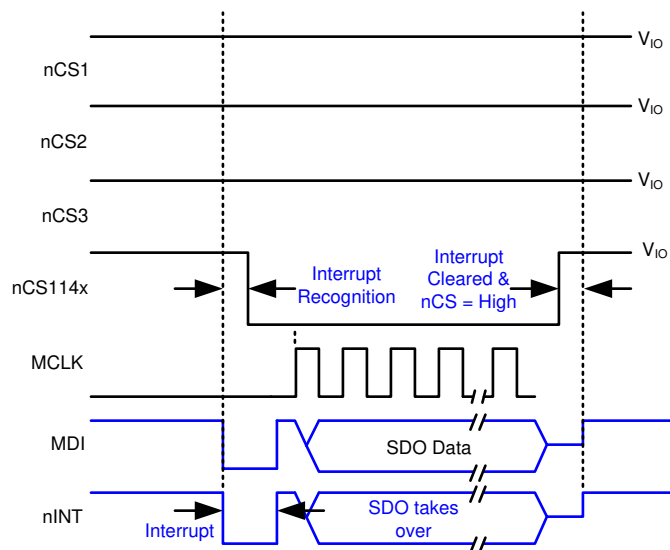 V_IO
nCS1
V_IO
nCS2
V_IO
nCS3
V_IO
nCS114x
Interrupt
Recognition
Interrupt
Cleared &
nCS = High
MCLK
MDI
SDO Data
nINT
Interrupt
SDO takes
over